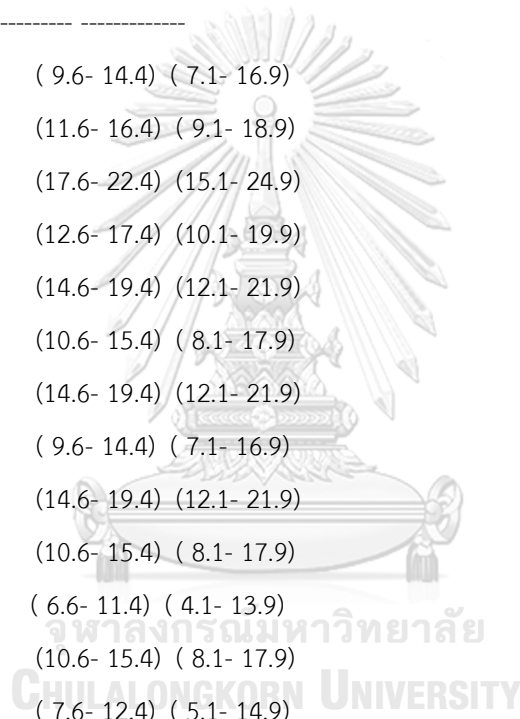 --------- -------------
( 9.6- 14.4) ( 7.1- 16.9)
(11.6- 16.4) ( 9.1- 18.9)
(17.6- 22.4) (15.1- 24.9)
(12.6- 17.4) (10.1- 19.9)
(14.6- 19.4) (12.1- 21.9)
(10.6- 15.4) ( 8.1- 17.9)
(14.6- 19.4) (12.1- 21.9)
( 9.6- 14.4) ( 7.1- 16.9)
(14.6- 19.4) (12.1- 21.9)
(10.6- 15.4) ( 8.1- 17.9)
( 6.6- 11.4) ( 4.1- 13.9)
จุฬาลงกรณ์มหาวิทยาลัย
(10.6- 15.4) ( 8.1- 17.9)
CHULALONGKORN UNIVERSITY
( 7.6- 12.4) ( 5.1- 14.9)